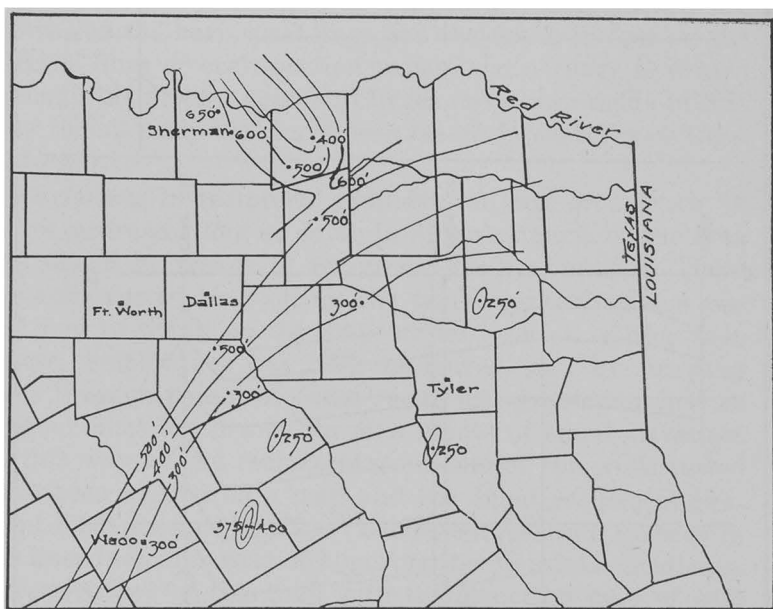 Red River
650'
Sherman
600'
400'
500'
600'
500'
TEXAS
LOUISIANA
Ft. Worth
Dallas
300'
250'
500'
Tyler
300'
250'
250
500'
400'
300'
375'
400
Waco
300'